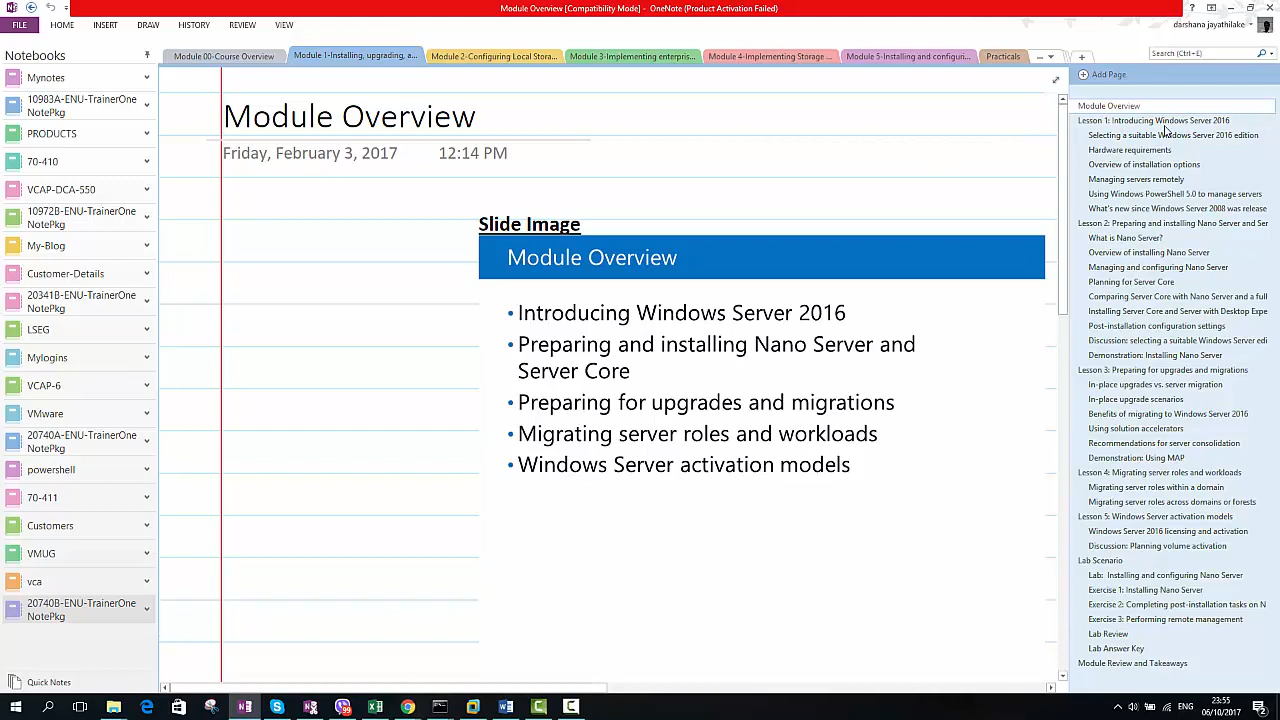 Module Overview [Compatibility Mode] - OneNote (Product Activation Failed)
FILE HOME INSERT DRAW HISTORY REVIEW VIEW
darshana jayathilake
Notebooks
Module 00-Course Overview
Module 1-Installing, upgrading, a...
Module 2-Configuring Local Stora...
Module 3-Implementing enterpris...
Module 4-Implementing Storage ...
Module 5-Installing and configuri...
Practicals
Search (Ctrl+E)
Mynotes
10983A-ENU-TrainerOne
NotePkg
PRODUCTS
70-410
VCAP-DCA-550
10972B-ENU-TrainerOne
NotePkg
My-Blog
Customer-Details
20341B-ENU-TrainerOne
NotePkg
LSEG
Mylogins
VCAP-6
VMware
20740A-ENU-TrainerOne
NotePkg
powershell
70-411
Customers
VMUG
vca
20740B-ENU-TrainerOne
NotePkg
Quick Notes
Module Overview
Friday, February 3, 2017 12:14 PM
Slide Image
Module Overview
• Introducing Windows Server 2016
• Preparing and installing Nano Server and
Server Core
• Preparing for upgrades and migrations
• Migrating server roles and workloads
• Windows Server activation models
Add Page
Module Overview
Lesson 1: Introducing Windows Server 2016
Selecting a suitable Windows Server 2016 edition
Hardware requirements
Overview of installation options
Managing servers remotely
Using Windows PowerShell 5.0 to manage servers
What's new since Windows Server 2008 was release
Lesson 2: Preparing and installing Nano Server and Ser
What is Nano Server?
Overview of installing Nano Server
Managing and configuring Nano Server
Planning for Server Core
Comparing Server Core with Nano Server and a full
Installing Server Core and Server with Desktop Expe
Post-installation configuration settings
Discussion: selecting a suitable Windows Server edi
Demonstration: Installing Nano Server
Lesson 3: Preparing for upgrades and migrations
In-place upgrades vs. server migration
In-place upgrade scenarios
Benefits of migrating to Windows Server 2016
Using solution accelerators
Recommendations for server consolidation
Demonstration: Using MAP
Lesson 4: Migrating server roles and workloads
Migrating server roles within a domain
Migrating server roles across domains or forests
Lesson 5: Windows Server activation models
Windows Server 2016 licensing and activation
Discussion: Planning volume activation
Lab Scenario
Lab: Installing and configuring Nano Server
Exercise 1: Installing Nano Server
Exercise 2: Completing post-installation tasks on N
Exercise 3: Performing remote management
Lab Review
Lab Answer Key
Module Review and Takeaways
ENG
23:55
05/10/2017